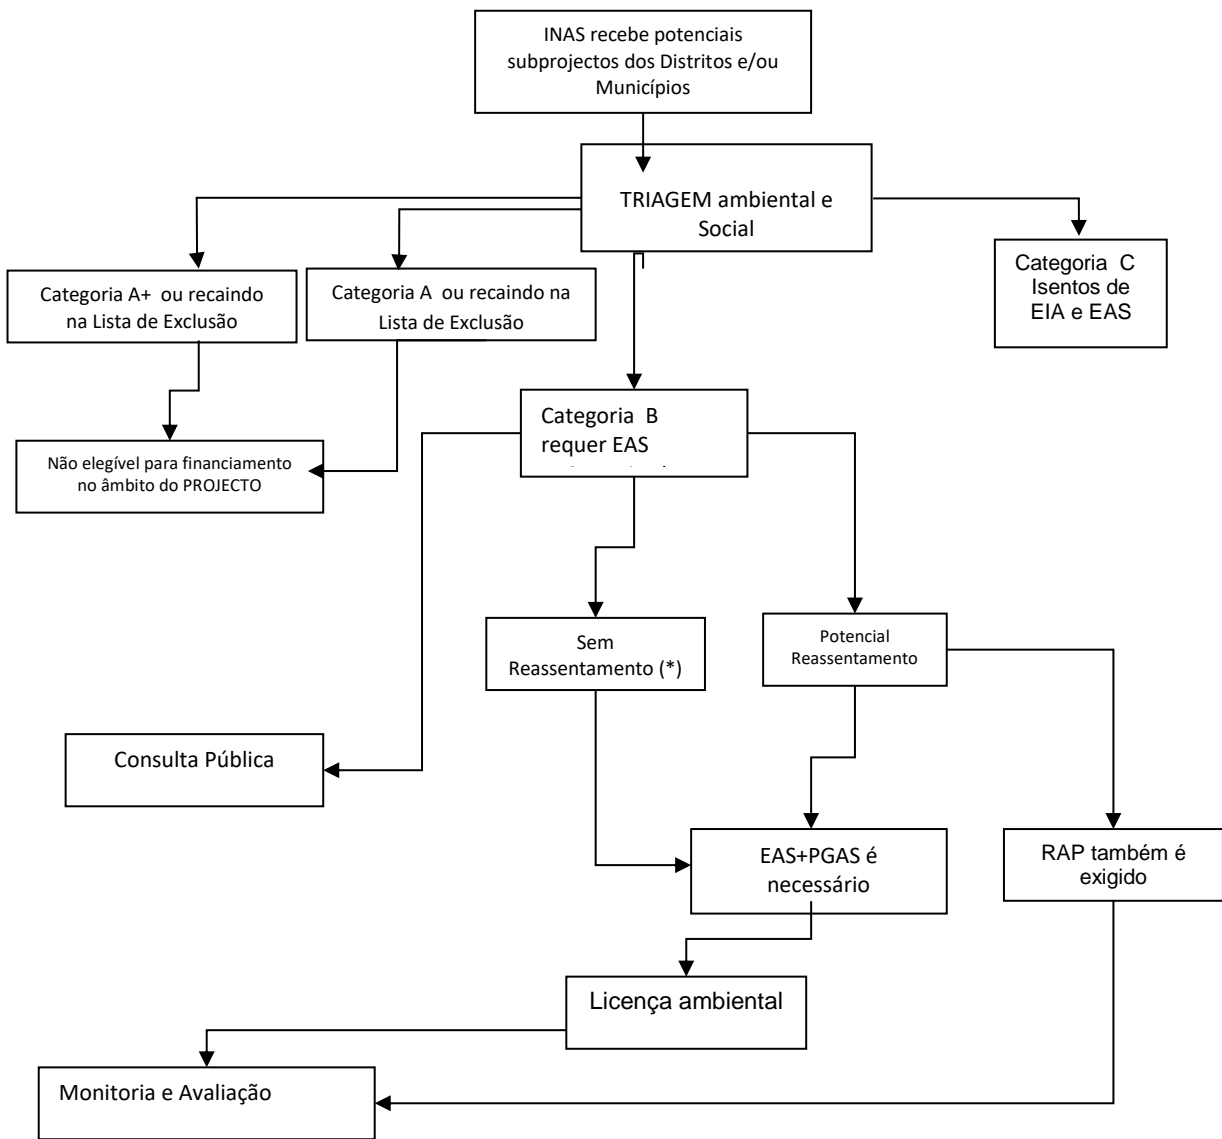 INAS recebe potenciais
subprojectos dos Distritos e/ou
Municípios
TRIAGEM ambiental e
Social
Categoria A+ ou recaindo
na Lista de Exclusão
Categoria A ou recaindo na
Lista de Exclusão
Categoria C
Isentos de
EIA e EAS
Categoria B
requer EAS
Não elegível para financiamento
no âmbito do PROJECTO
Sem
Reassentamento (*)
Potencial
Reassentamento
Consulta Pública
EAS+PGAS é
necessário
RAP também é
exigido
Licença ambiental
Monitoria e Avaliação